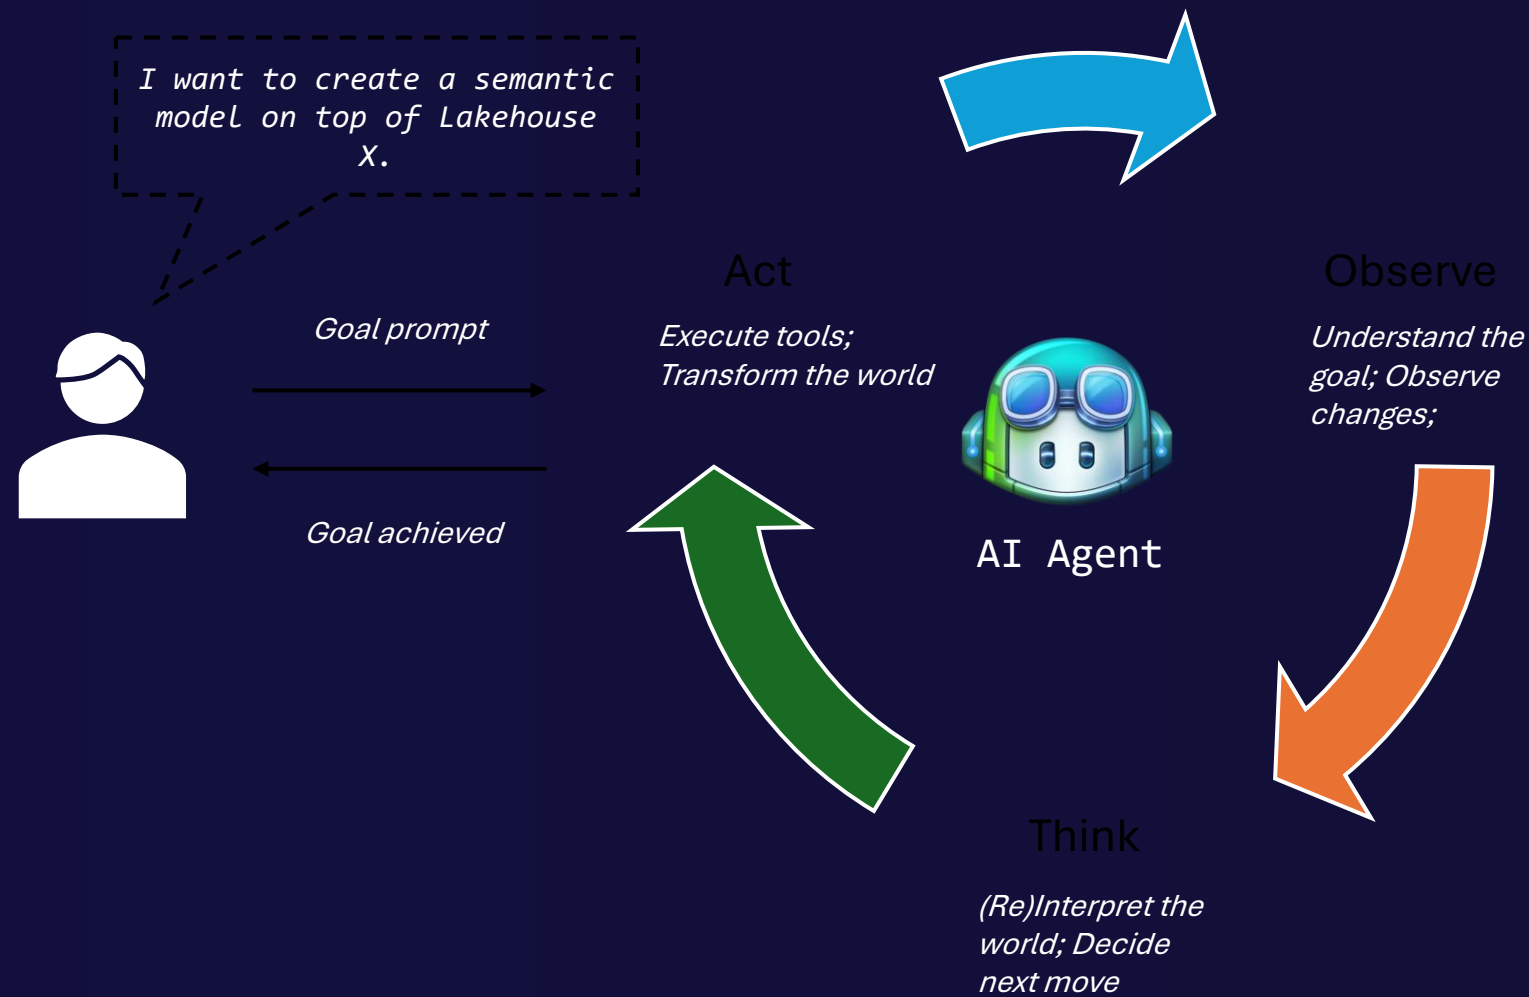 I want to create a semantic
model on top of Lakehouse
X.
Goal prompt
Goal achieved
Act
Execute tools;
Transform the world
AI Agent
Observe
Understand the
goal; Observe
changes;
Think
(Re)Interpret the
world; Decide
next move